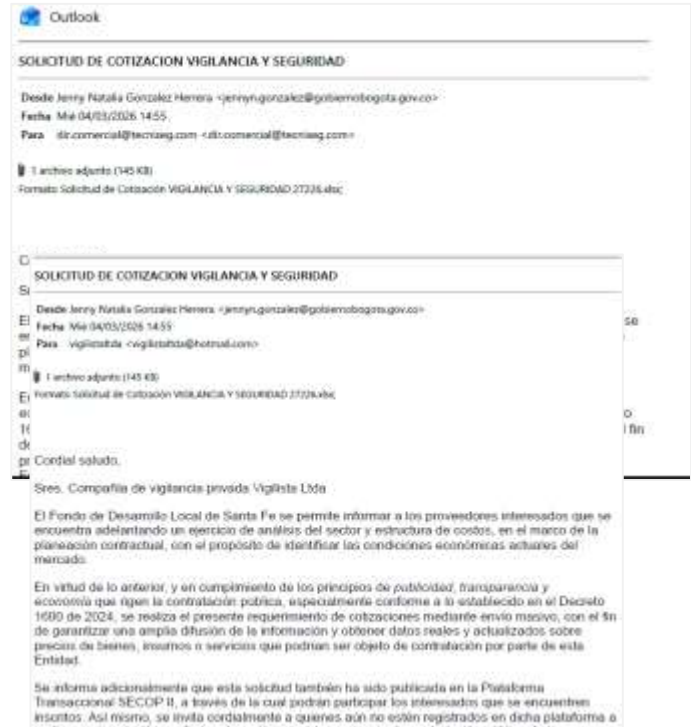 Outlook
SOLICITUD DE COTIZACION VIGILANCIA Y SEGURIDAD
Desde Jenny Natalia Gonzalez Herrera <jennyn.gonzalez@gobiernobogota.gov.co>
Fecha Mié 04/03/2026 14:55
Para dir.comercial@tecniseg.com <dir.comercial@tecniseg.com>
1 archivo adjunto (145 KB)
Formato Solicitud de Cotización VIGILANCIA Y SEGURIDAD 27226.xlsx;
SOLICITUD DE COTIZACION VIGILANCIA Y SEGURIDAD
Desde Jenny Natalia Gonzalez Herrera <jennyn.gonzalez@gobiernobogota.gov.co>
Fecha Mié 04/03/2026 14:55
Para vigilistaltda <vigilistaltda@hotmail.com>
1 archivo adjunto (145 KB)
Formato Solicitud de Cotización VIGILANCIA Y SEGURIDAD 27226.xlsx;
Cordial saludo,
Sres. Compañía de vigilancia privada Vigilista Ltda
El Fondo de Desarrollo Local de Santa Fe se permite informar a los proveedores interesados que se
encuentra adelantando un ejercicio de análisis del sector y estructura de costos, en el marco de la
planeación contractual, con el propósito de identificar las condiciones económicas actuales del
mercado.
En virtud de lo anterior, y en cumplimiento de los principios de publicidad, transparencia y
economía que rigen la contratación pública, especialmente conforme a lo establecido en el Decreto
1600 de 2024, se realiza el presente requerimiento de cotizaciones mediante envío masivo, con el fin
de garantizar una amplia difusión de la información y obtener datos reales y actualizados sobre
precios de bienes, insumos o servicios que podrían ser objeto de contratación por parte de esta
Entidad.
Se informa adicionalmente que esta solicitud también ha sido publicada en la Plataforma
Transaccional SECOP II, a través de la cual podrán participar los interesados que se encuentren
inscritos. Así mismo, se invita cordialmente a quienes aún no estén registrados en dicha plataforma a